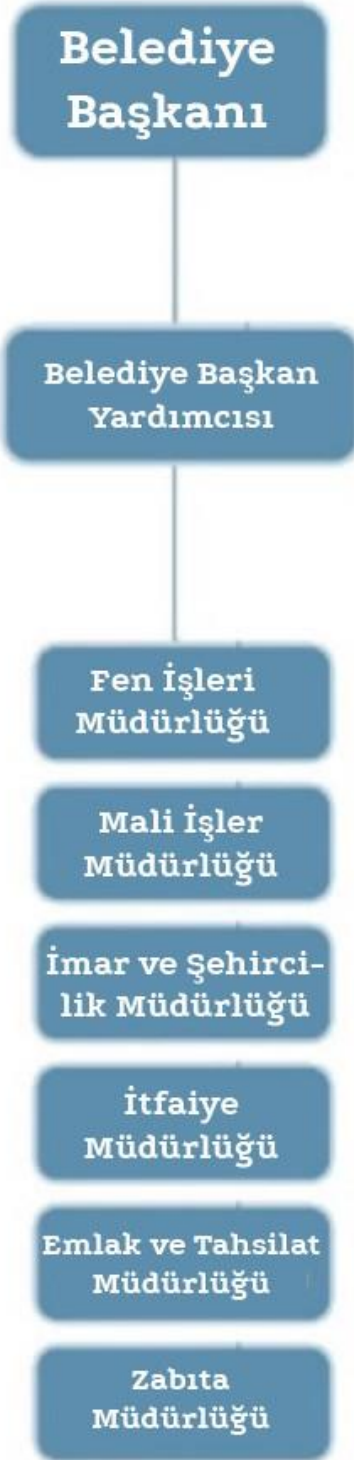 Belediye
Başkanı
Belediye Başkan
Yardımcısı
Fen İşleri
Müdürlüğü
Mali İşler
Müdürlüğü
İmar ve Şehirci-
lik Müdürlüğü
İtfaiye
Müdürlüğü
Emlak ve Tahsilat
Müdürlüğü
Zabıta
Müdürlüğü